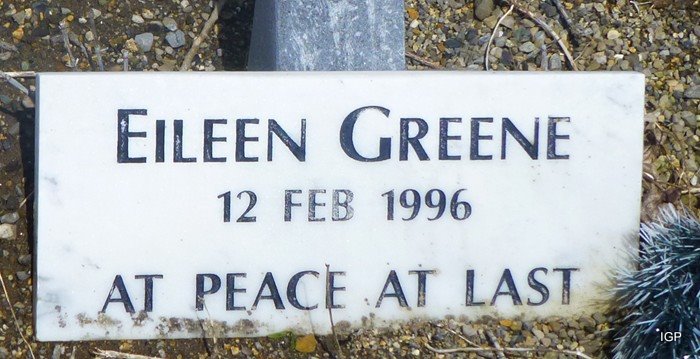 EILEEN GREENE
12 FEB 1996
AT PEACE AT LAST
IGP